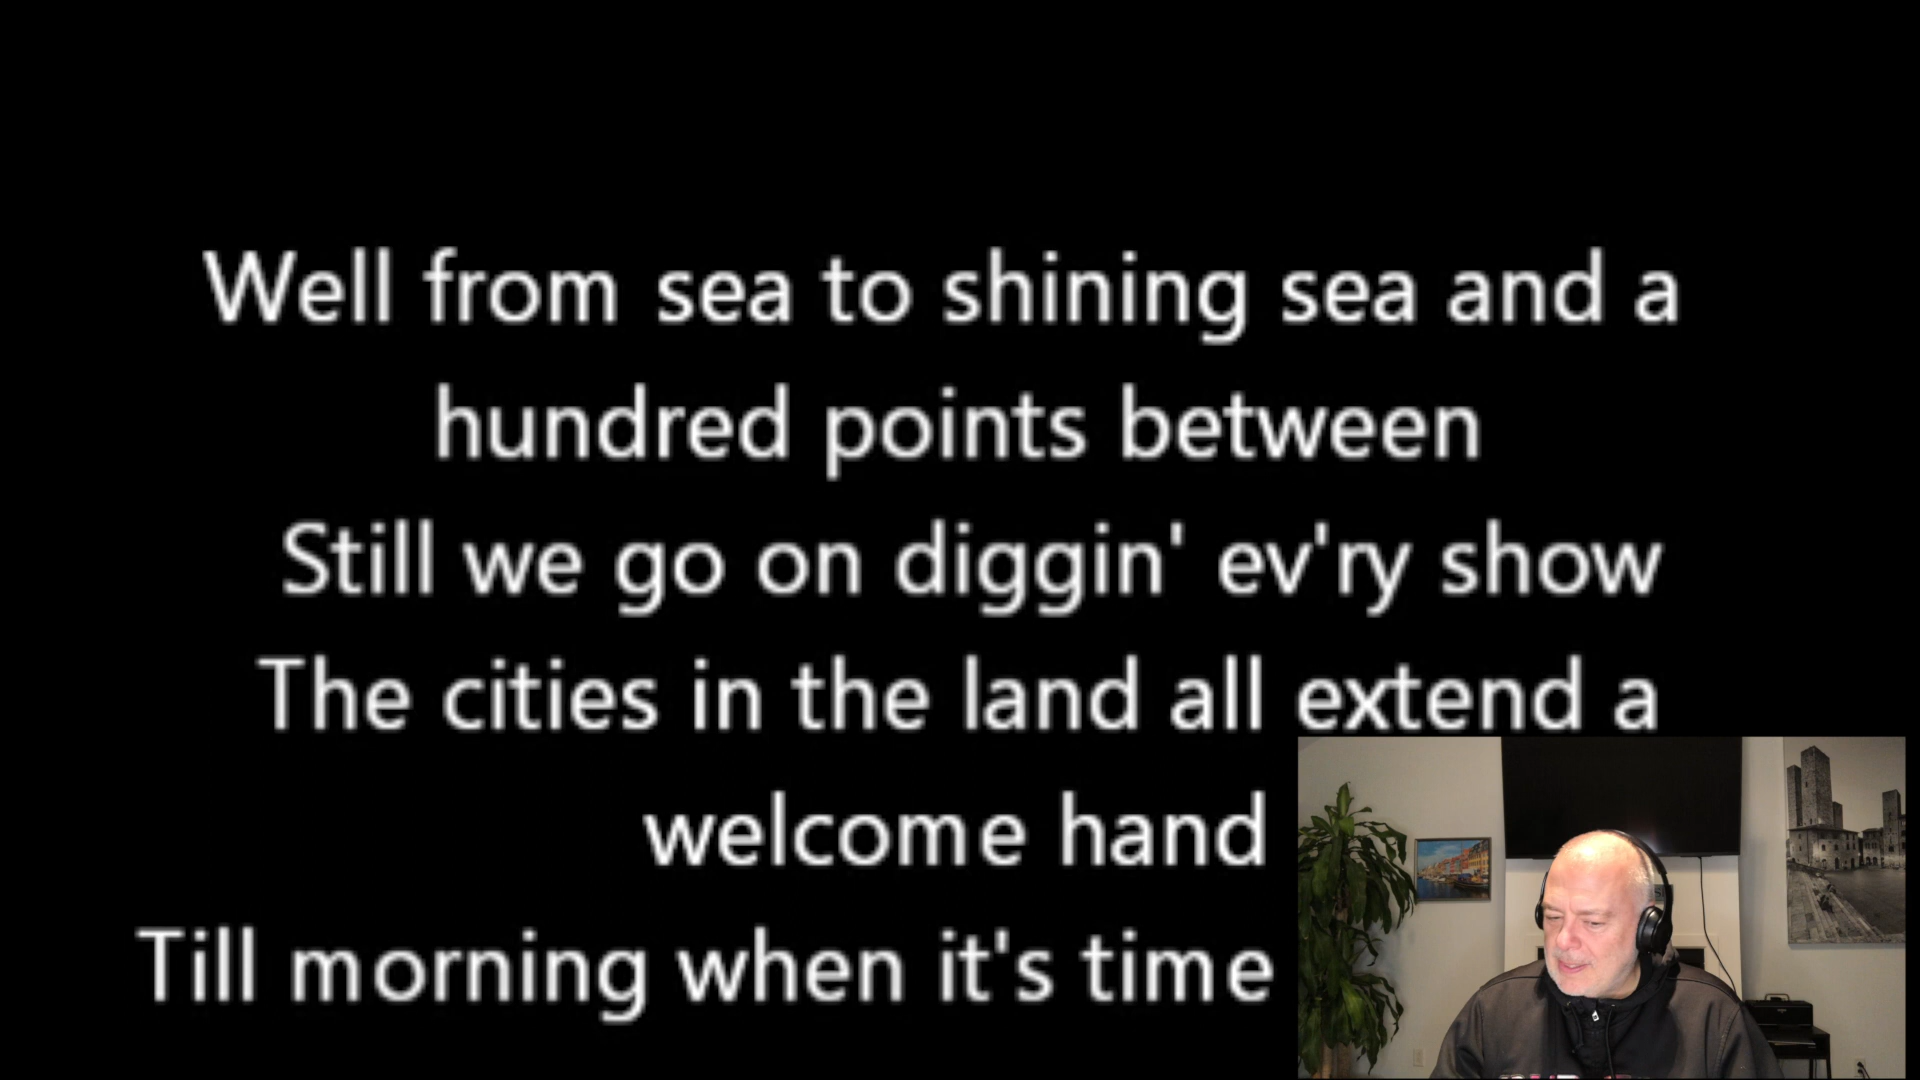 Well from sea to shining sea and a
hundred points between
Still we go on diggin' ev'ry show
The cities in the land all extend a
welcome hand
Till morning when it's time